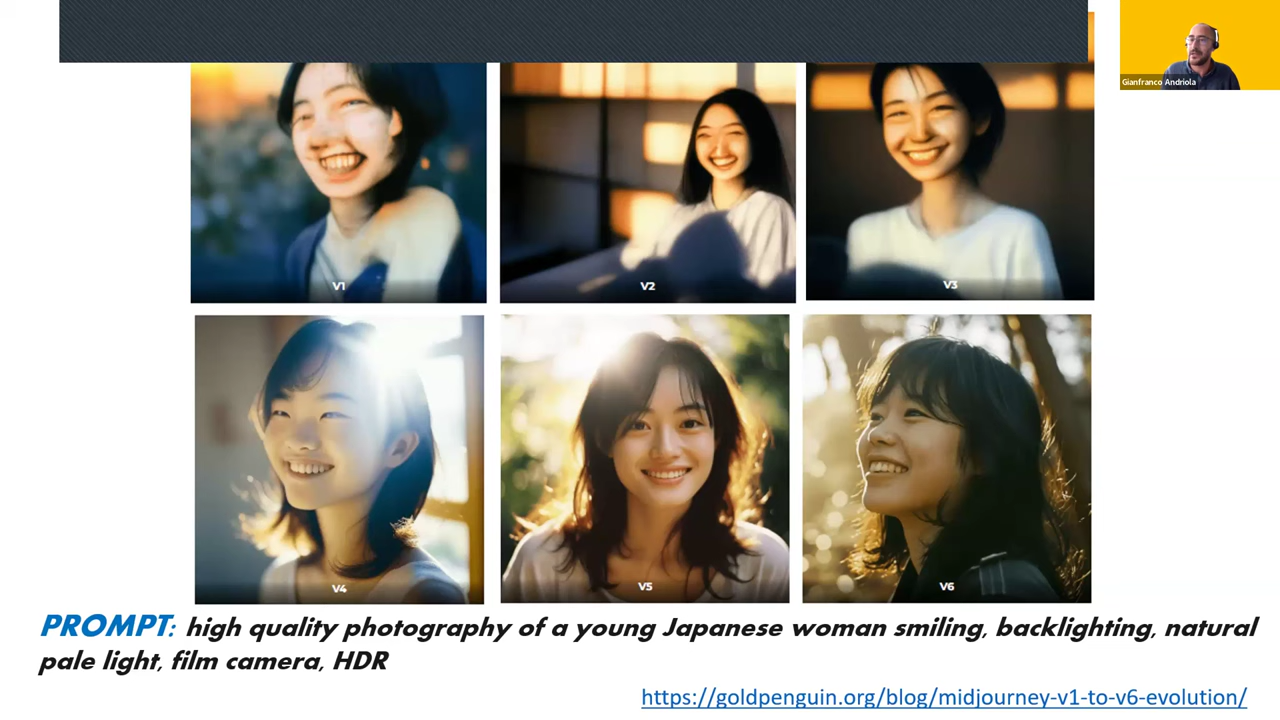 Gianfranco Andriola
V1
V2
V3
V4
V5
V6
PROMPT: high quality photography of a young Japanese woman smiling, backlighting, natural
pale light, film camera, HDR
https://goldpenguin.org/blog/midjourney-v1-to-v6-evolution/